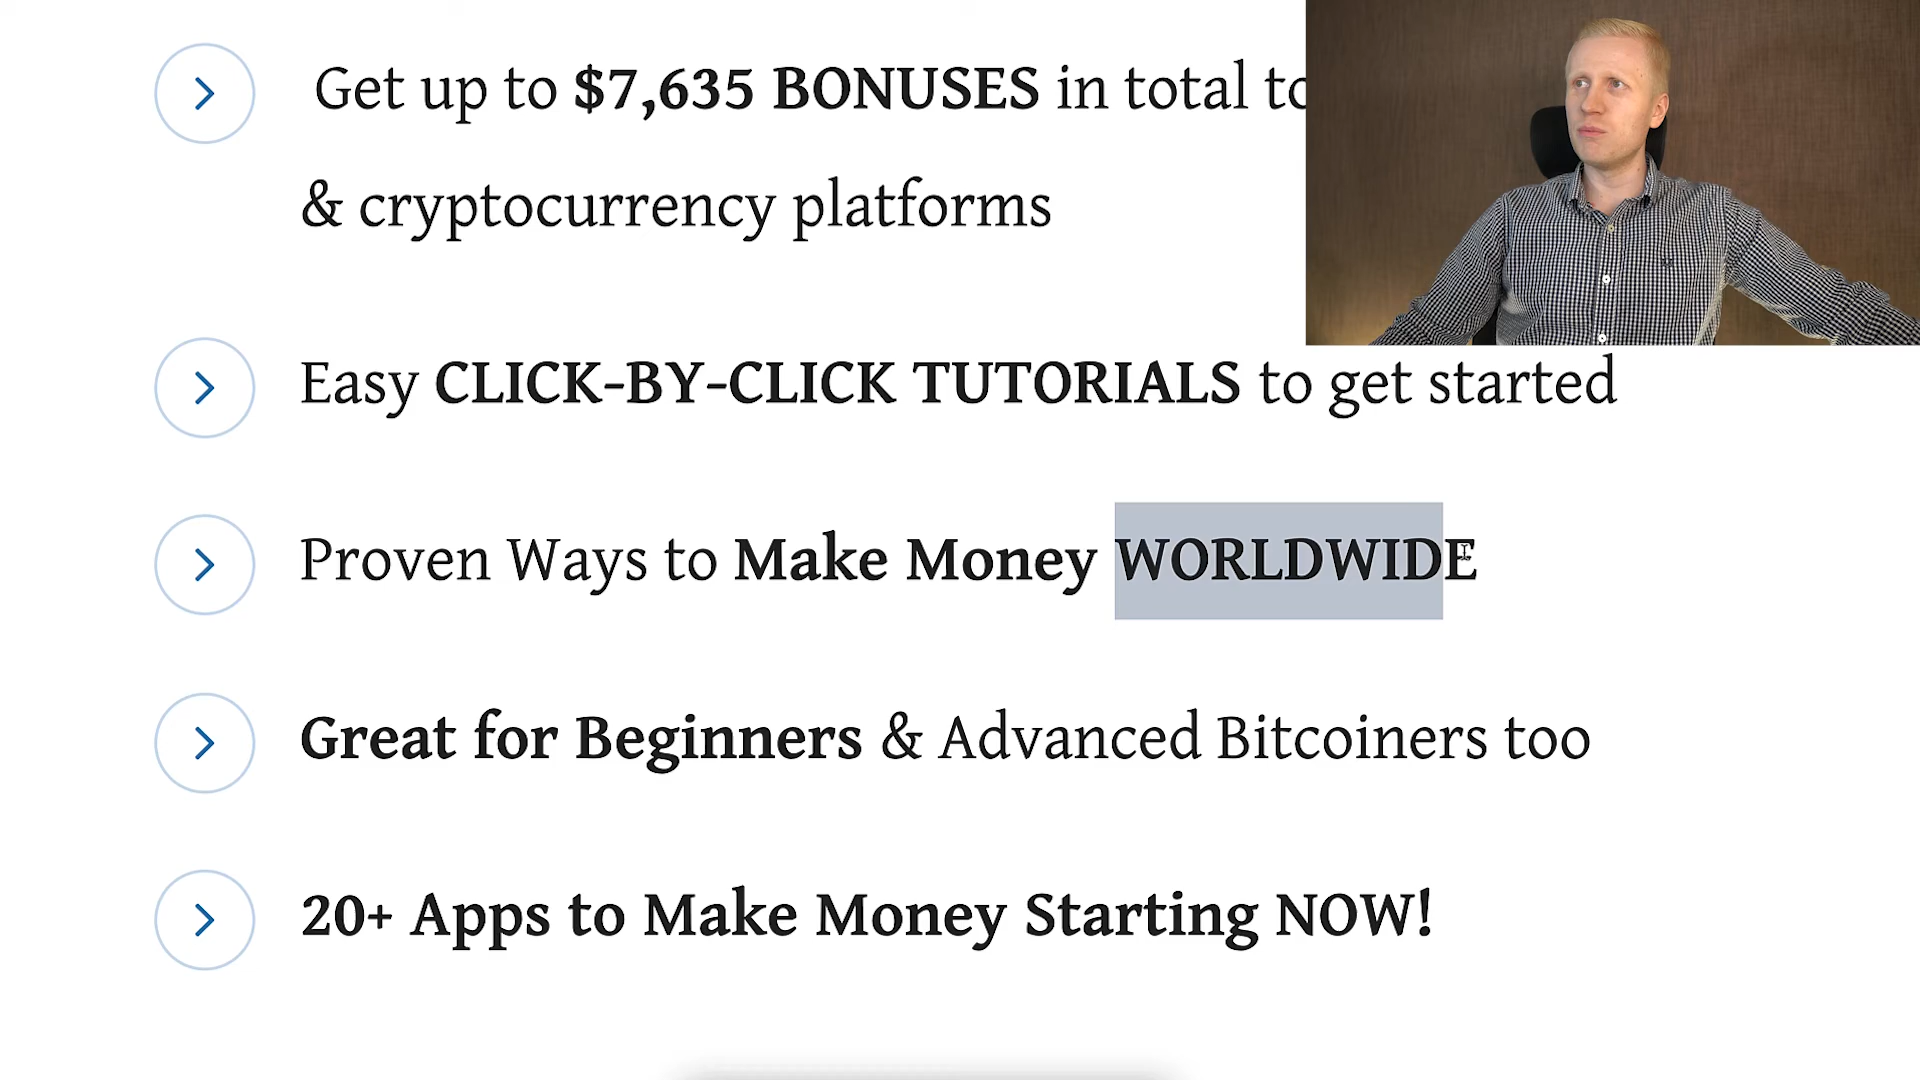 Get up to $7,635 BONUSES in total
& cryptocurrency platforms
Easy CLICK-BY-CLICK TUTORIALS to get started
Proven Ways to Make Money WORLDWIDE
Great for Beginners & Advanced Bitcoiners too
20+ Apps to Make Money Starting NOW!